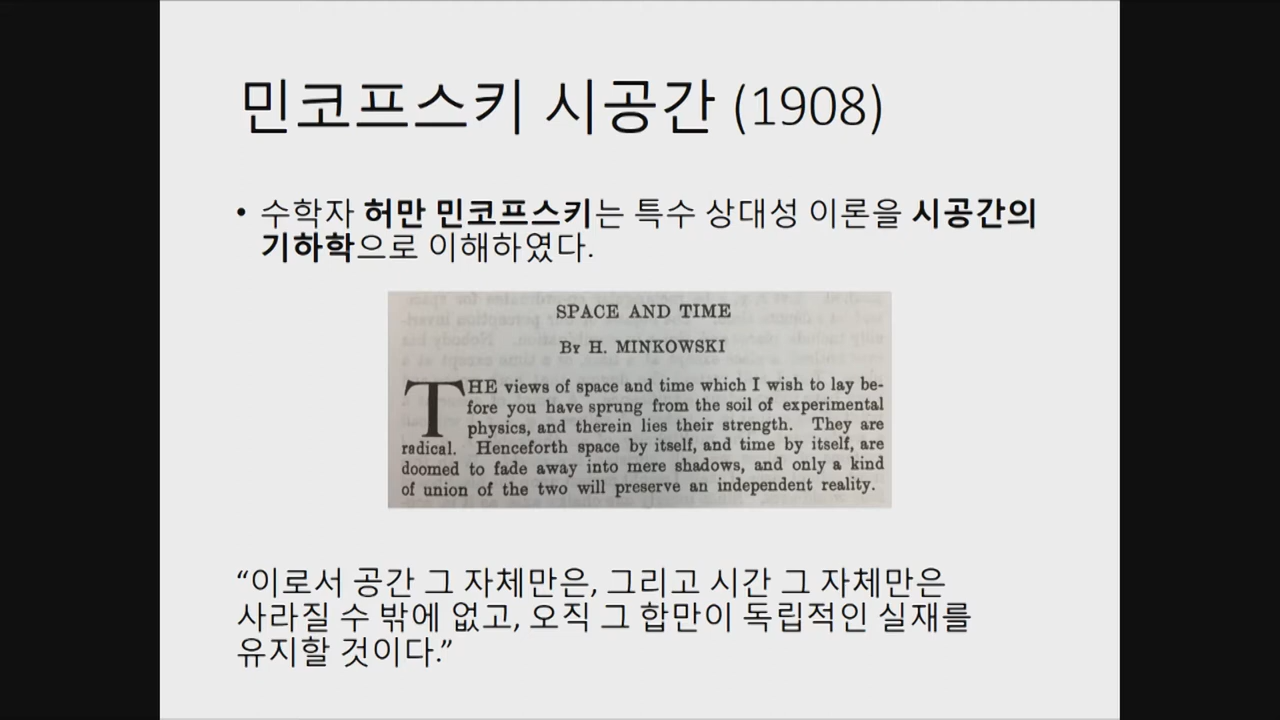 민코프스키 시공간 (1908)
• 수학자 허만 민코프스키는 특수 상대성 이론을 시공간의
기하학으로 이해하였다.
SPACE AND TIME
By H. MINKOWSKI
THE views of space and time which I wish to lay be-
fore you have sprung from the soil of experimental
physics, and therein lies their strength. They are
radical. Henceforth space by itself, and time by itself, are
doomed to fade away into mere shadows, and only a kind
of union of the two will preserve an independent reality.
“이로서 공간 그 자체만은, 그리고 시간 그 자체만은
사라질 수 밖에 없고, 오직 그 합만이 독립적인 실재를
유지할 것이다.”